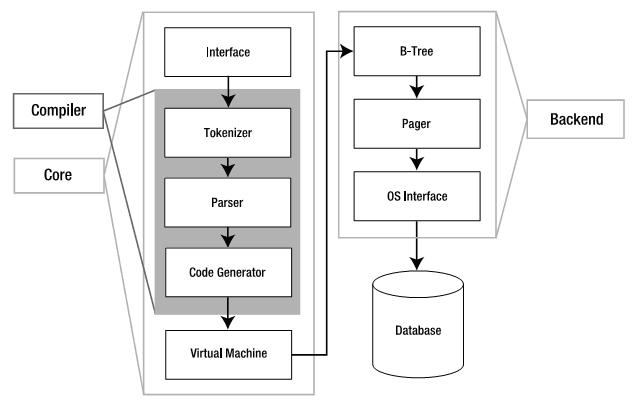 Interface
Compiler
Tokenizer
Core
Parser
Code Generator
Virtual Machine
B-Tree
Pager
Backend
OS Interface
Database